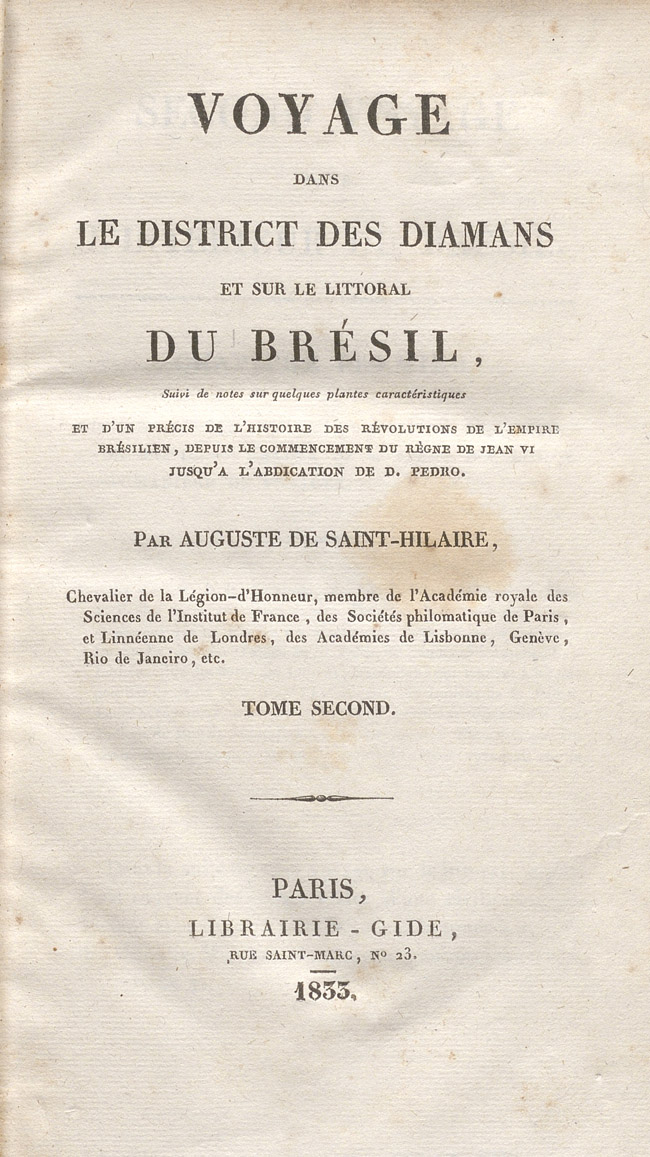 VOYAGE
DANS
LE DISTRICT DES DIAMANS
ET SUR LE LITTORAL
DU BRÉSIL,
Suivi de notes sur quelques plantes caractéristiques
ET D'UN PRÉCIS DE L'HISTOIRE DES RÉVOLUTIONS DE L'EMPIRE
BRÉSILIEN, DEPUIS LE COMMENCEMENT DU RÈGNE DE JEAN VI
JUSQU'A L'ABDICATION DE D. PEDRO.
PAR AUGUSTE DE SAINT-HILAIRE,
Chevalier de la Légion-d'Honneur, membre de l'Académie royale des
Sciences de l'Institut de France, des Sociétés philomatique de Paris,
et Linnéenne de Londres, des Académies de Lisbonne, Genève,
Rio de Janeiro, etc.
TOME SECOND.
PARIS,
LIBRAIRIE-GIDE,
RUE SAINT-MARC, Nº 23.
1833.